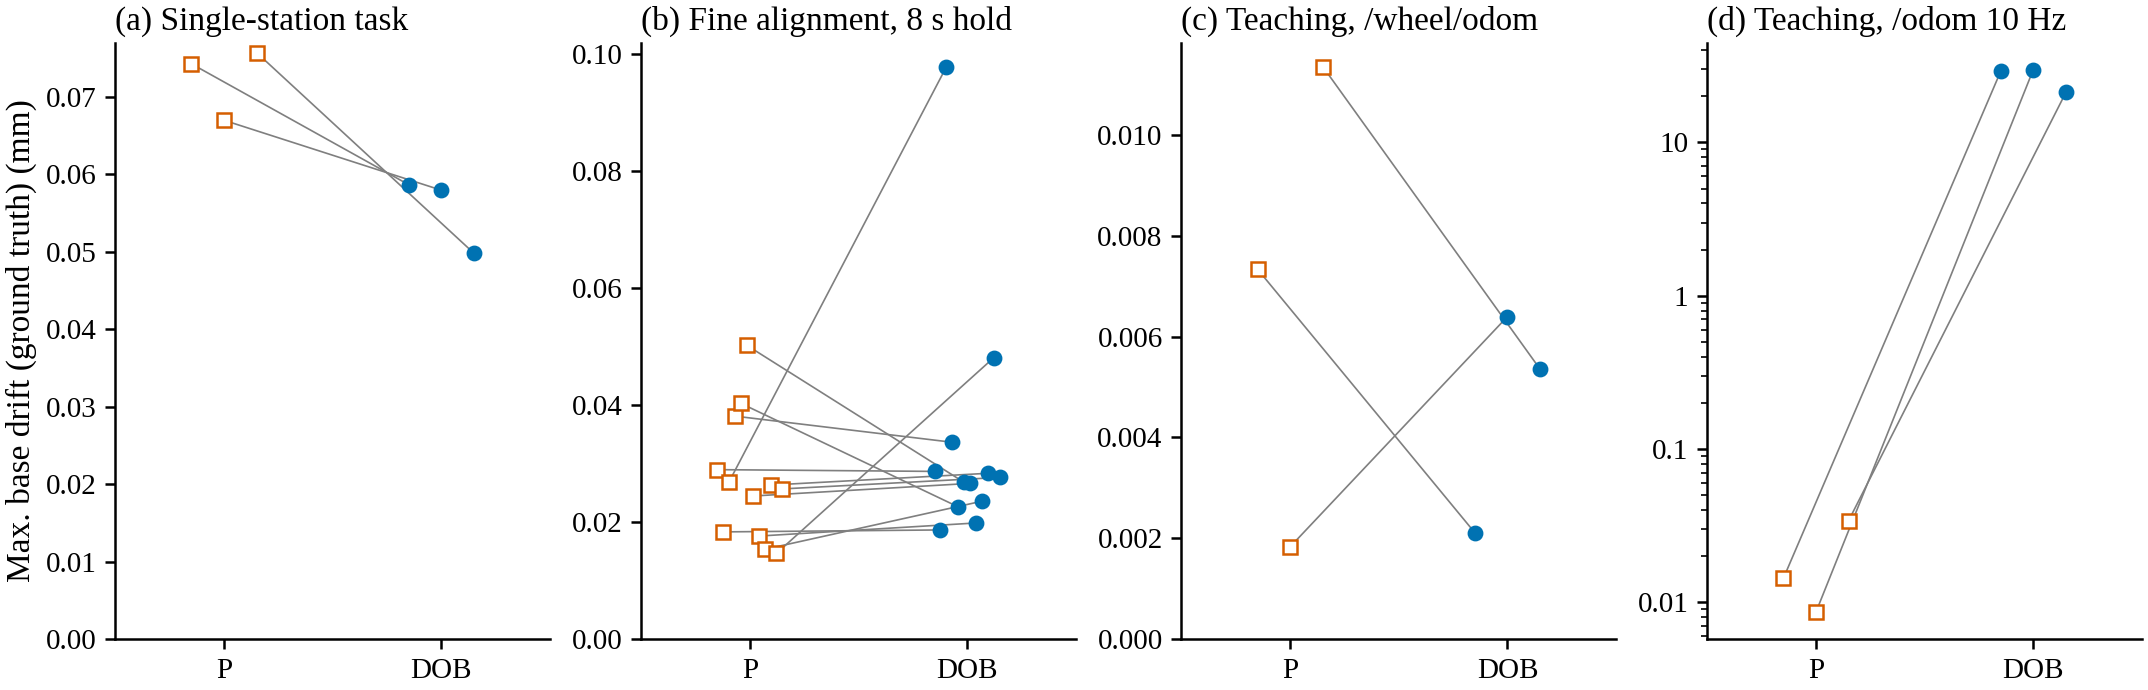 (a) Single-station task
(b) Fine alignment, 8 s hold
(c) Teaching, /wheel/odom
(d) Teaching, /odom 10 Hz
Max. base drift (ground truth) (mm)
0.07
0.06
0.05
0.04
0.03
0.02
0.01
0.00
P
DOB
0.10
0.08
0.06
0.04
0.02
0.00
P
DOB
0.010
0.008
0.006
0.004
0.002
0.000
P
DOB
10
1
0.1
0.01
P
DOB